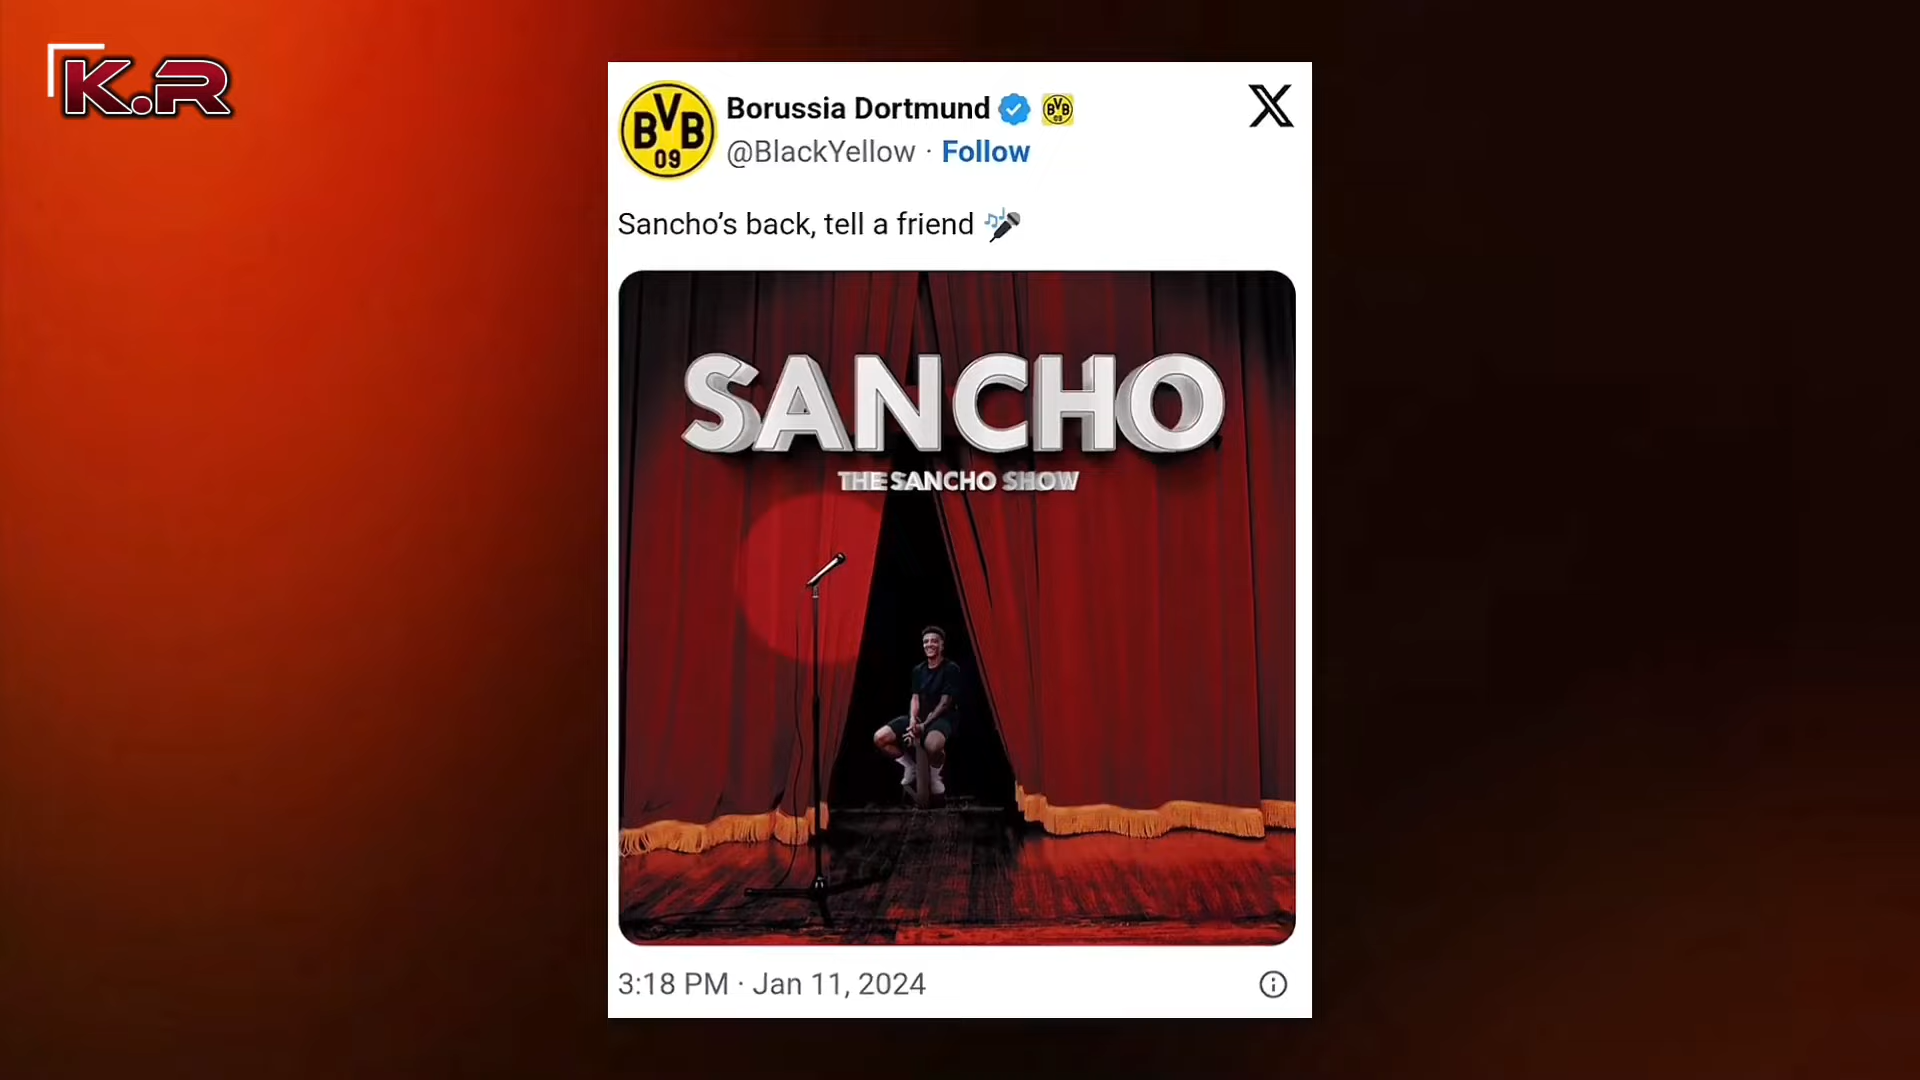 K.R
BVB
09
Borussia Dortmund
BVB
09
@BlackYellow · Follow
Sancho's back, tell a friend
SANCHO
THE SANCHO SHOW
3:18 PM · Jan 11, 2024